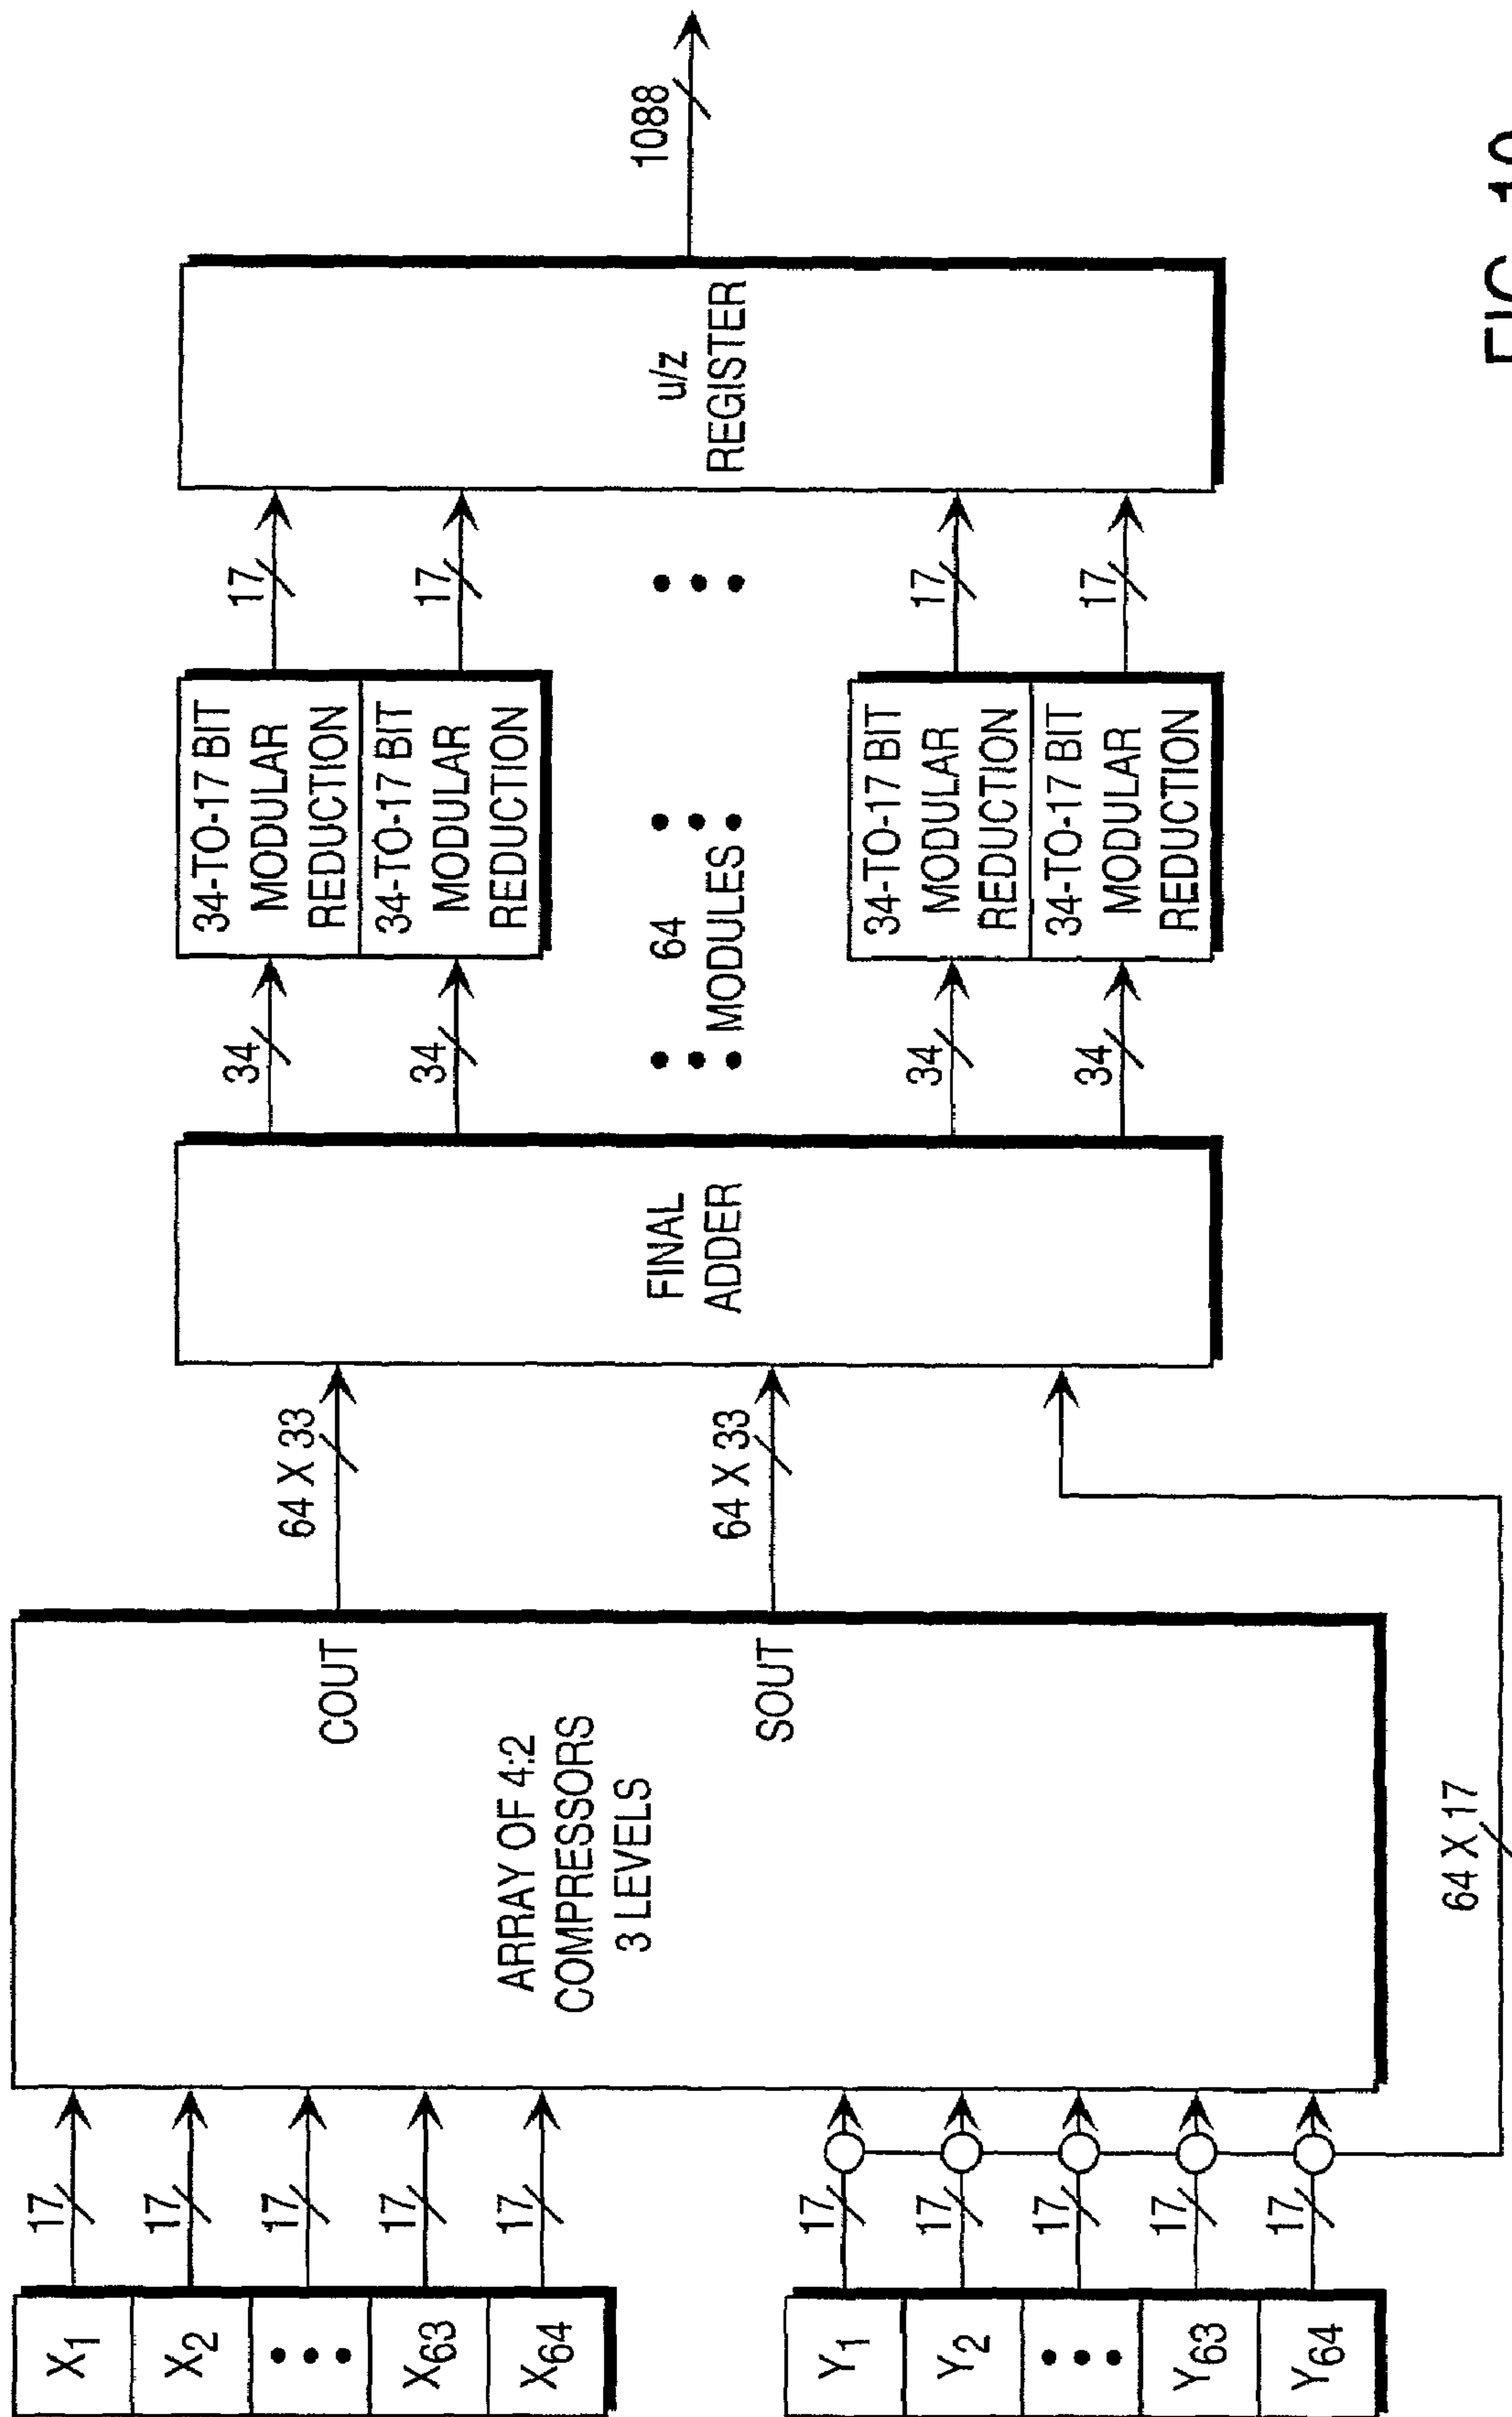 X1
X2
X63
X64
Y1
Y2
Y63
Y64
17
17
17
17
17
17
17
17
17
17
ARRAY OF 4:2
COMPRESSORS
3 LEVELS
COUT
SOUT
64 X 33
64 X 33
64 X 17
FINAL
ADDER
34
34
34
34
34-TO-17 BIT
MODULAR
REDUCTION
34-TO-17 BIT
MODULAR
REDUCTION
64
MODULES
34-TO-17 BIT
MODULAR
REDUCTION
34-TO-17 BIT
MODULAR
REDUCTION
17
17
17
17
u/z
REGISTER
1088